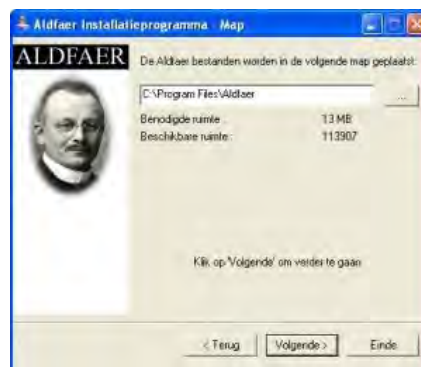 Aldfaer Installatieprogramma - Map
ALDFAER
De Aldfaer bestanden worden in de volgende map geplaatst:
C:\Program Files\Aldfaer
...
Benodigde ruimte : 13 MB
Beschikbare ruimte : 113907
Klik op 'Volgende' om verder te gaan
< Terug
Volgende >
Einde